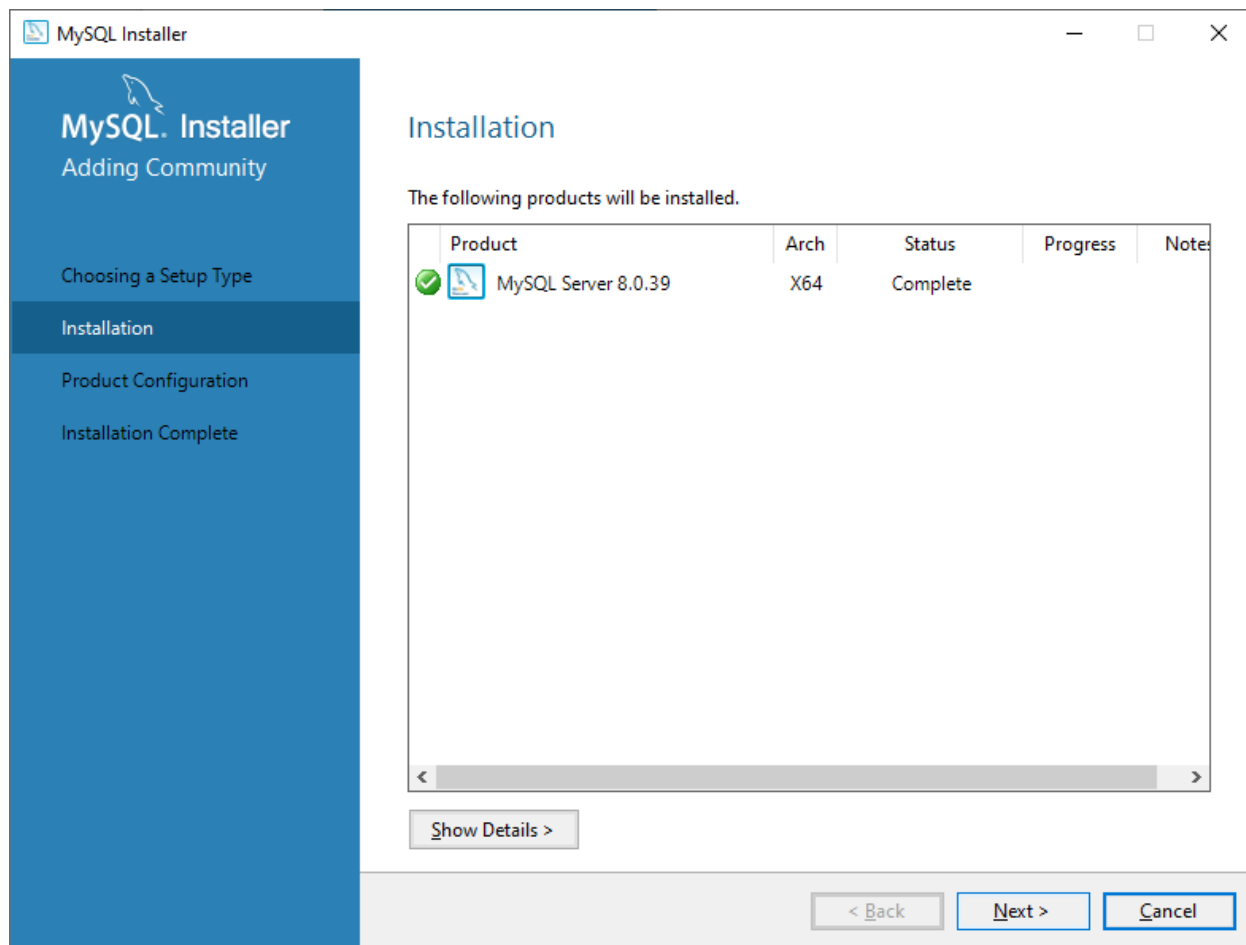 MySQL Installer
MySQL. Installer
Adding Community
Choosing a Setup Type
Installation
Product Configuration
Installation Complete
Installation
The following products will be installed.
Product Arch Status Progress Notes
MySQL Server 8.0.39 X64 Complete
Show Details >
< Back Next > Cancel